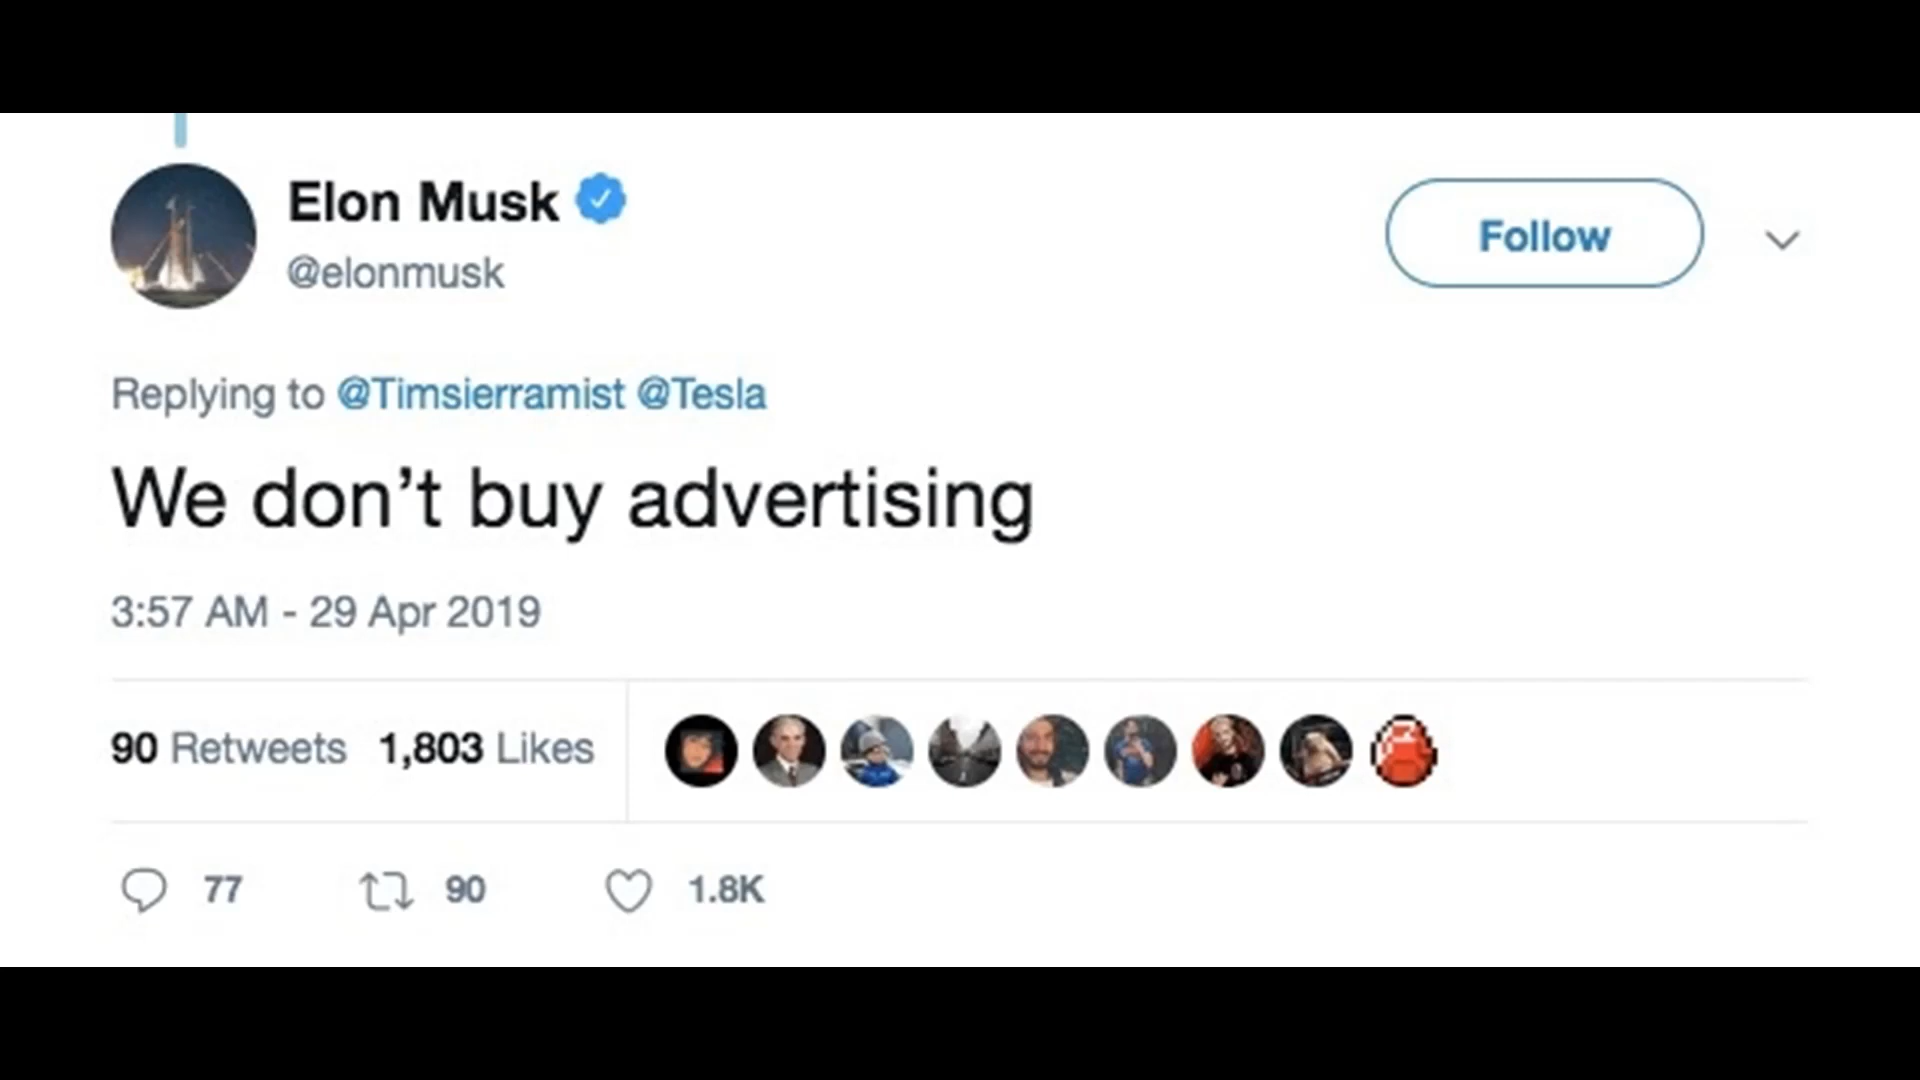 Elon Musk
@elonmusk
Follow
Replying to @Timsierramist @Tesla
We don’t buy advertising
3:57 AM - 29 Apr 2019
90 Retweets 1,803 Likes
77 90 1.8K